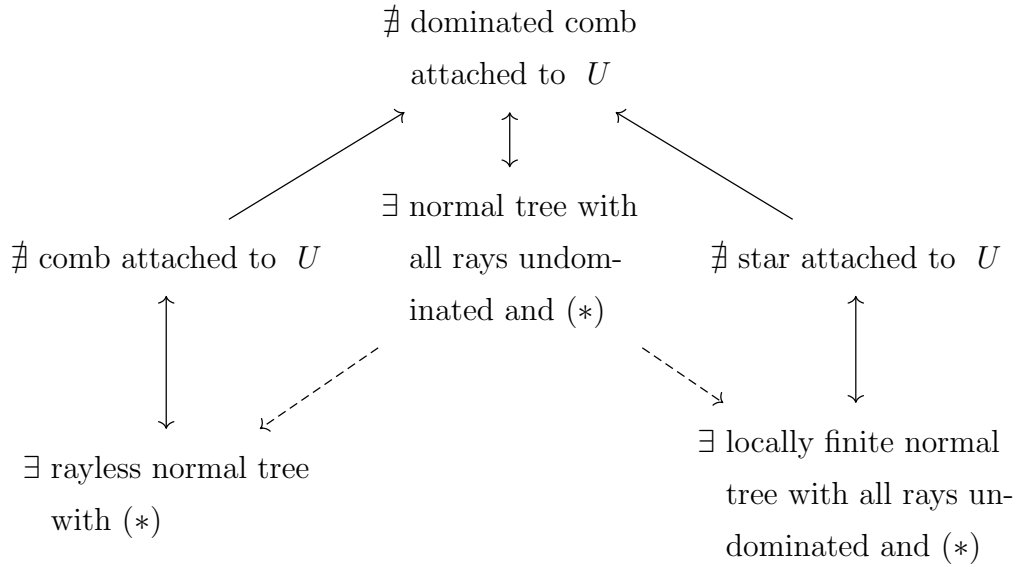 ∄ dominated comb
attached to U
∃ normal tree with
all rays undom-
inated and (∗)
∄ comb attached to U
∄ star attached to U
∃ rayless normal tree
with (∗)
∃ locally finite normal
tree with all rays un-
dominated and (∗)